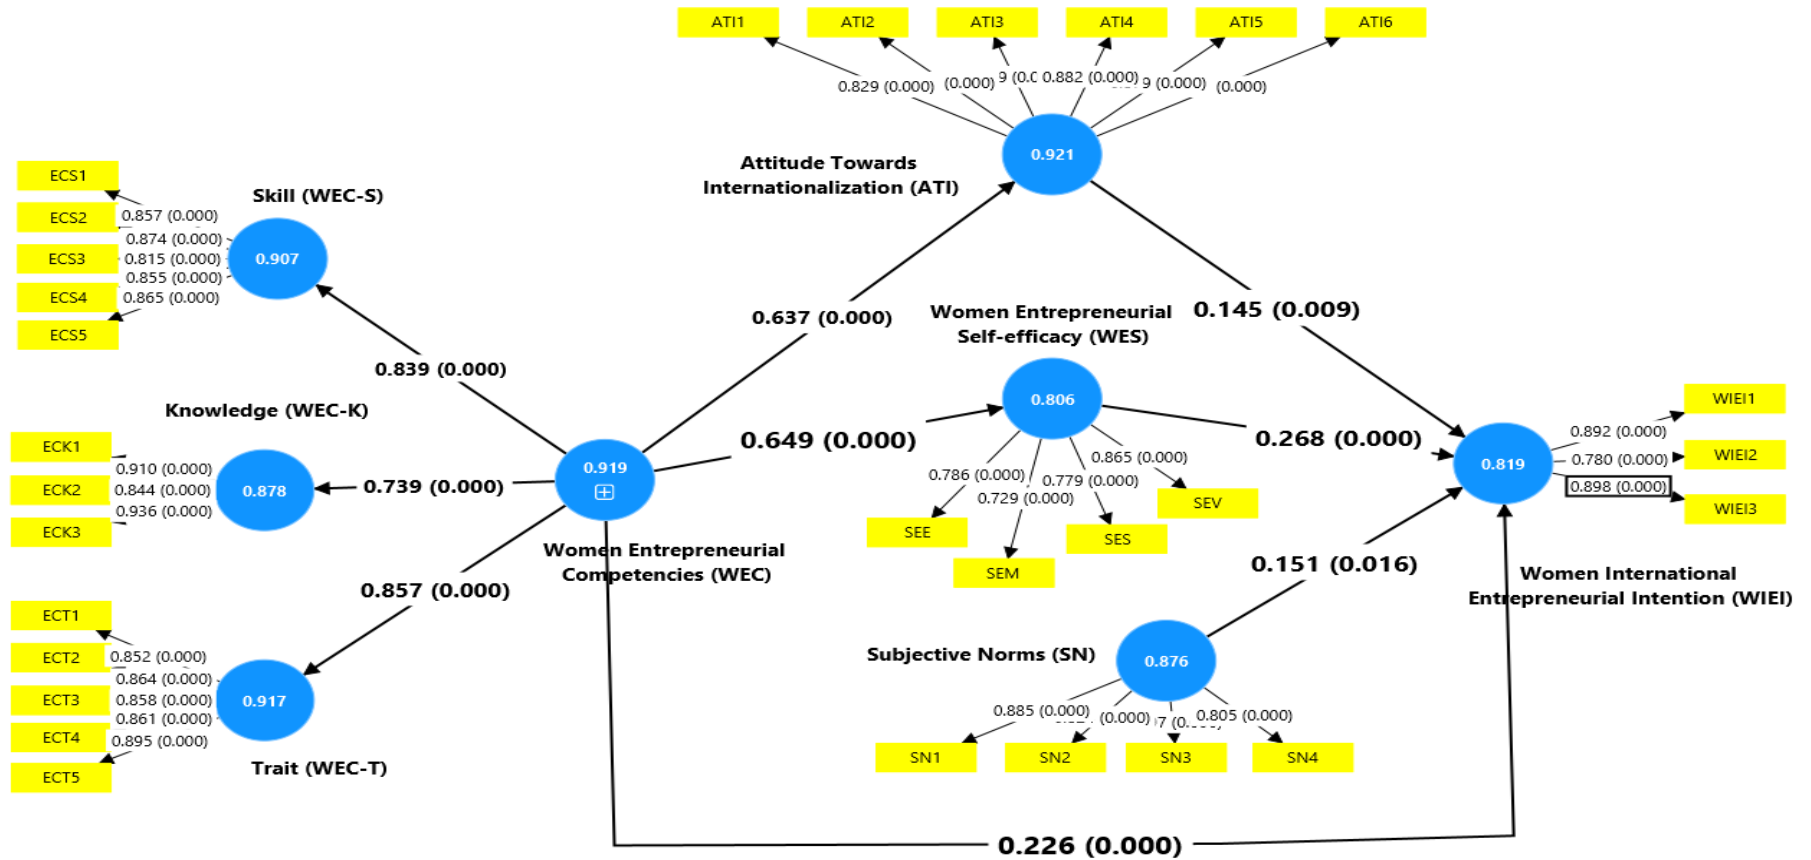 ATI1
ATI2
ATI3
ATI4
ATI5
ATI6
0.829 (0.000)
(0.000)
0.882 (0.000)
(0.000)
(0.000)
0.921
Attitude Towards
Internationalization (ATI)
ECS1
ECS2
ECS3
ECS4
ECS5
0.857 (0.000)
0.874 (0.000)
0.815 (0.000)
0.855 (0.000)
0.865 (0.000)
Skill (WEC-S)
0.907
0.839 (0.000)
0.637 (0.000)
0.145 (0.009)
Women Entrepreneurial
Self-efficacy (WES)
0.806
Knowledge (WEC-K)
ECK1
ECK2
ECK3
0.910 (0.000)
0.844 (0.000)
0.936 (0.000)
0.878
0.739 (0.000)
0.919
Women Entrepreneurial
Competencies (WEC)
0.649 (0.000)
0.268 (0.000)
0.786 (0.000)
0.729 (0.000)
0.779 (0.000)
0.865 (0.000)
SEE
SEM
SES
SEV
0.819
0.892 (0.000)
0.780 (0.000)
0.898 (0.000)
WIEI1
WIEI2
WIEI3
Women International
Entrepreneurial Intention (WIEI)
0.857 (0.000)
0.151 (0.016)
ECT1
ECT2
ECT3
ECT4
ECT5
0.852 (0.000)
0.864 (0.000)
0.858 (0.000)
0.861 (0.000)
0.895 (0.000)
0.917
Trait (WEC-T)
Subjective Norms (SN)
0.876
0.885 (0.000)
(0.000)
0.805 (0.000)
SN1
SN2
SN3
SN4
0.226 (0.000)